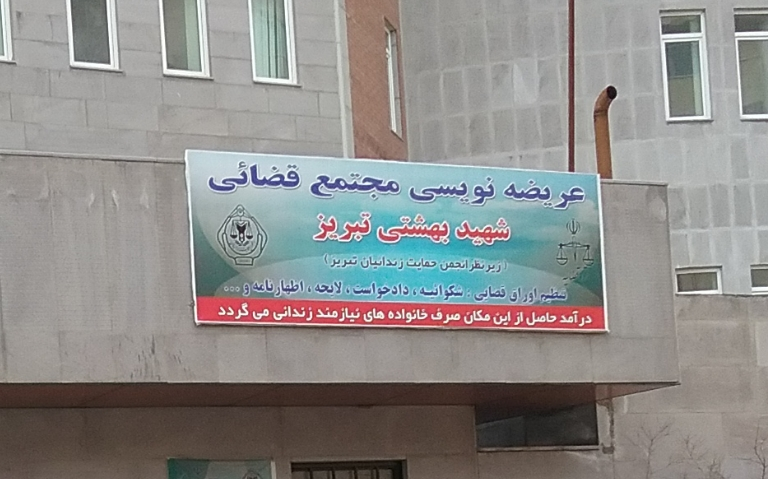 عریضه نویسی مجتمع قضائی
شهید بهشتی تبریز
( زیر نظر انجمن حمایت زندانیان تبریز )
تنظیم اوراق قضایی : شکوائیه ، دادخواست ، لایحه ، اظهارنامه و ...
درآمد حاصل از این مکان صرف خانواده های نیازمند زندانی می گردد